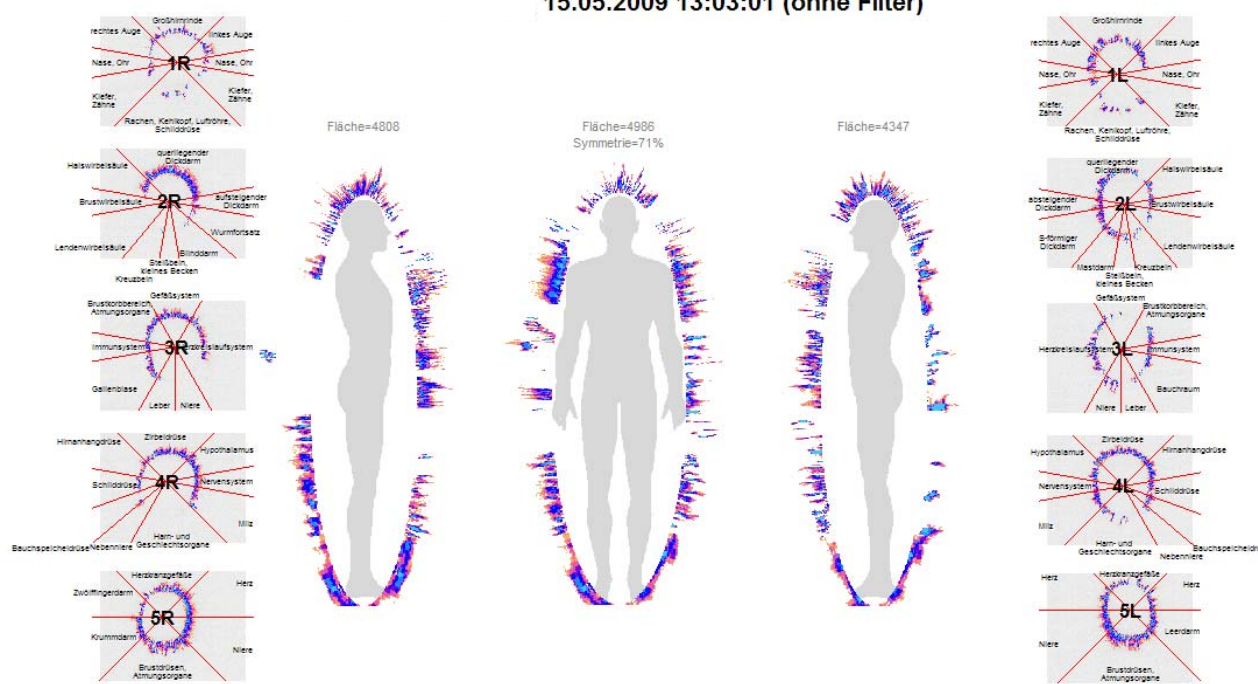 15.05.2009 13:03:01 (ohne Filter)
Großhirnrinde
rechtes Auge
linkes Auge
Nase, Ohr
1R
Nase, Ohr
Kiefer,
Zähne
Kiefer,
Zähne
Rachen, Kehlkopf, Luftröhre,
Schilddrüse
querliegender
Dickdarm
Halswirbelsäule
Brustwirbelsäule
2R
aufsteigender
Dickdarm
Wurmfortsatz
Lendenwirbelsäule
Blinddarm
Steißbein,
kleines Becken
Kreuzbein
Gefäßsystem
Brustkorbbereich,
Atmungsorgane
Immunsystem
3R
Herzkreislaufsystem
Gallenblase
Leber
Niere
Zirbeldrüse
Hirnanhangdrüse
Hypothalamus
Schilddrüse
4R
Nervensystem
Milz
Harn- und
Geschlechtsorgane
Bauchspeicheldrüse
Nebenniere
Herzkranzgefäße
Herz
Zwölffingerdarm
5R
Krummdarm
Niere
Brustdrüsen,
Atmungsorgane
Fläche=4808
Fläche=4986
Symmetrie=71%
Fläche=4347
Großhirnrinde
rechtes Auge
linkes Auge
Nase, Ohr
1L
Nase, Ohr
Kiefer,
Zähne
Kiefer,
Zähne
Rachen, Kehlkopf, Luftröhre,
Schilddrüse
querliegender
Dickdarm
Halswirbelsäule
absteigender
Dickdarm
2L
Brustwirbelsäule
S-förmiger
Dickdarm
Lendenwirbelsäule
Mastdarm
Kreuzbein
Steißbein,
kleines Becken
Gefäßsystem
Brustkorbbereich,
Atmungsorgane
Herzkreislaufsystem
3L
Immunsystem
Bauchraum
Niere
Leber
Zirbeldrüse
Hypothalamus
Hirnanhangdrüse
Nervensystem
4L
Schilddrüse
Milz
Harn- und
Geschlechtsorgane
Nebenniere
Bauchspeicheldr
Herzkranzgefäße
Herz
Herz
5L
Niere
Leerdarm
Brustdrüsen,
Atmungsorgane